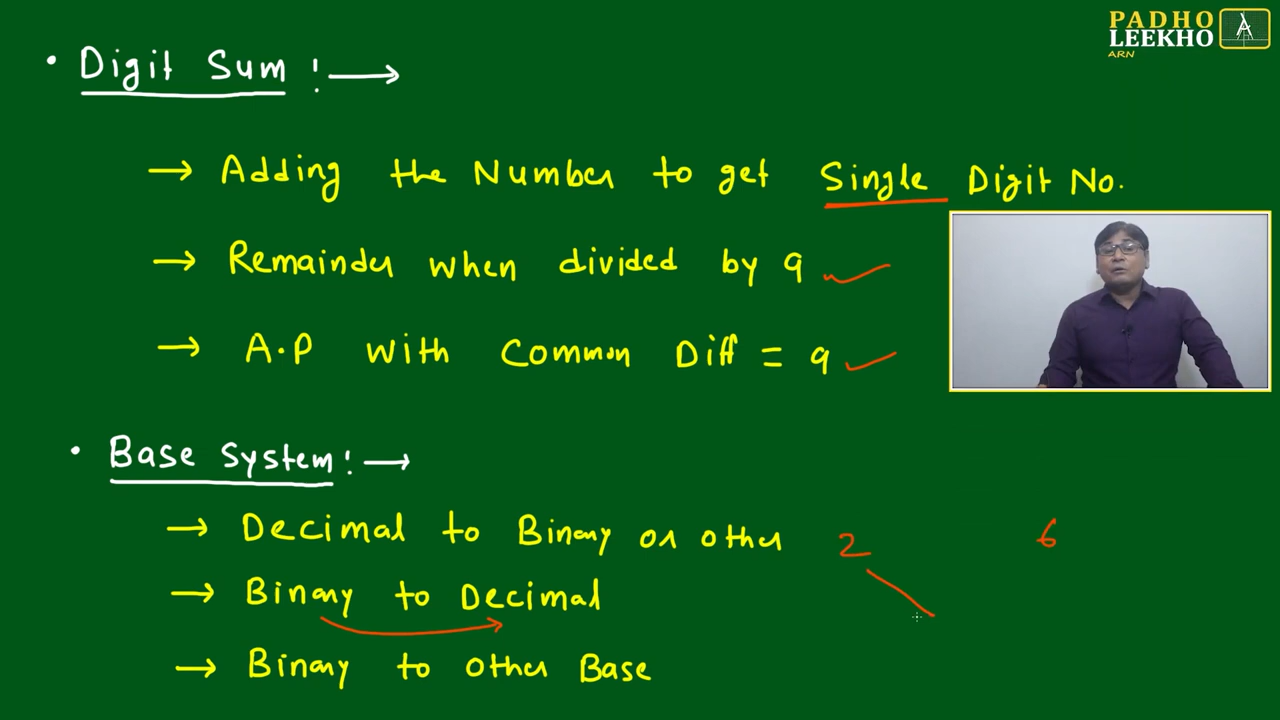 PADHO
LEEKHO
ARN
• Digit Sum :→
→ Adding the Number to get Single Digit No.
→ Remainder when divided by 9 ✓
→ A.P with Common Diff = 9 ✓
• Base System :→
→ Decimal to Binary or other 2 6
→ Binary to Decimal
→ Binary to Other Base